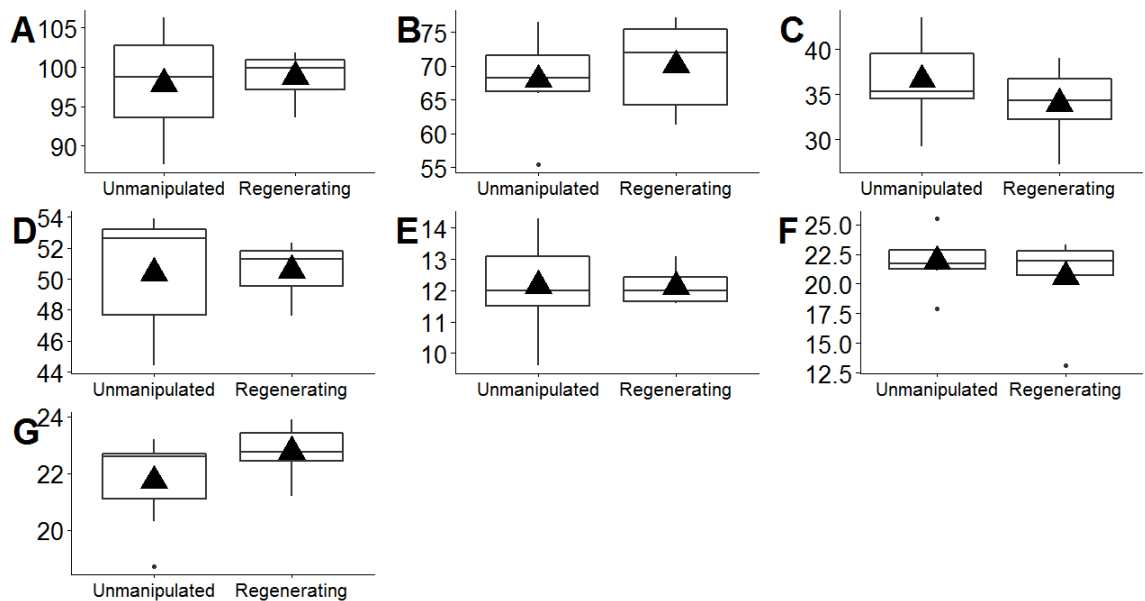 A
105
100
95
90
Unmanipulated Regenerating
B
75
70
65
60
55
Unmanipulated Regenerating
C
40
35
30
Unmanipulated Regenerating
D
54
52
50
48
46
44
Unmanipulated Regenerating
E
14
13
12
11
10
Unmanipulated Regenerating
F
25.0
22.5
20.0
17.5
15.0
12.5
Unmanipulated Regenerating
G
24
22
20
Unmanipulated Regenerating